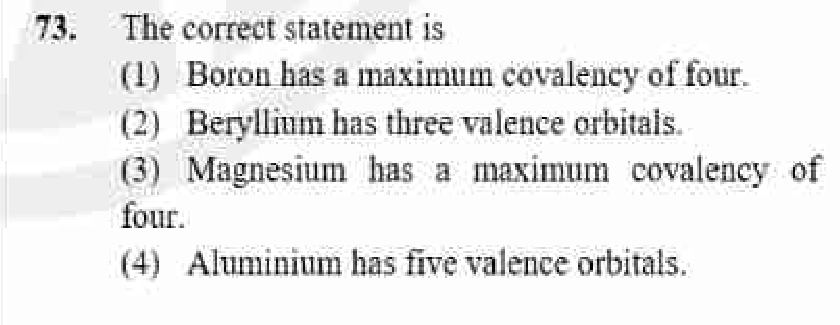 73. The correct statement is
(1) Boron has a maximum covalency of four.
(2) Beryllium has three valence orbitals.
(3) Magnesium has a maximum covalency of
four.
(4) Aluminium has five valence orbitals.